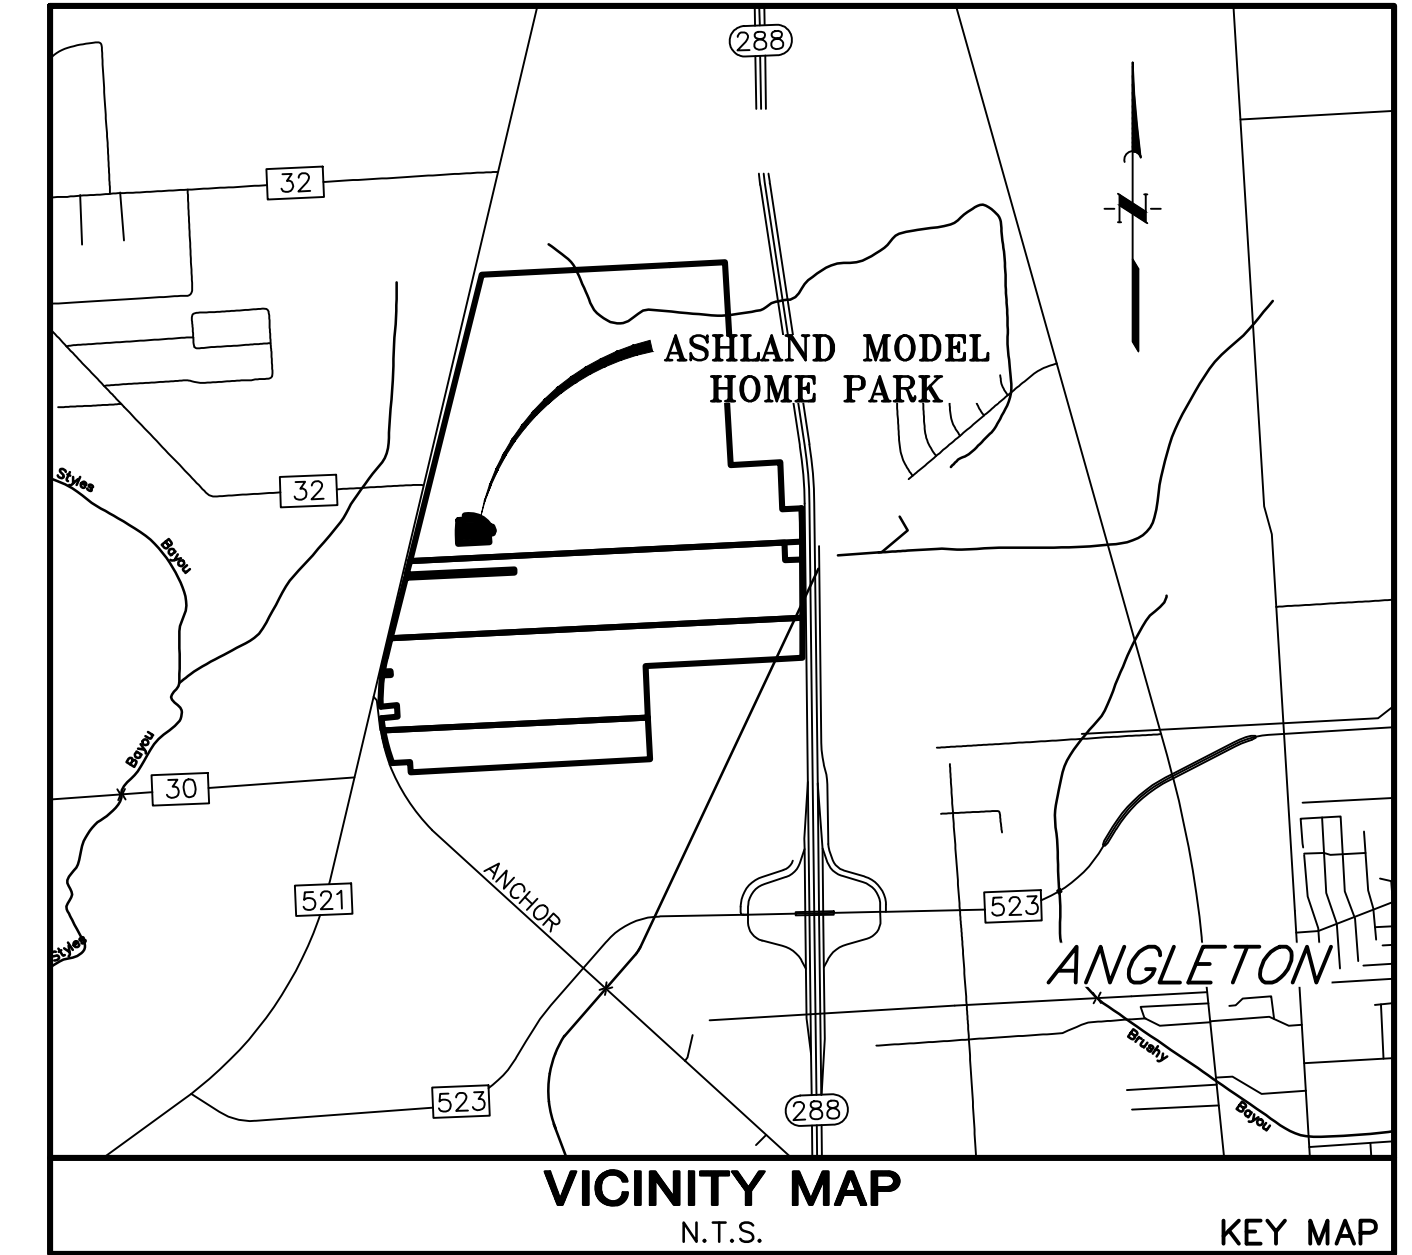 288
32
N
ASHLAND MODEL
HOME PARK
32
Styles
Bayou
Bayou
30
521
ANCHOR
523
Styles
ANGLETON
Brushy
523
288
Bayou
VICINITY MAP
N.T.S.
KEY MAP